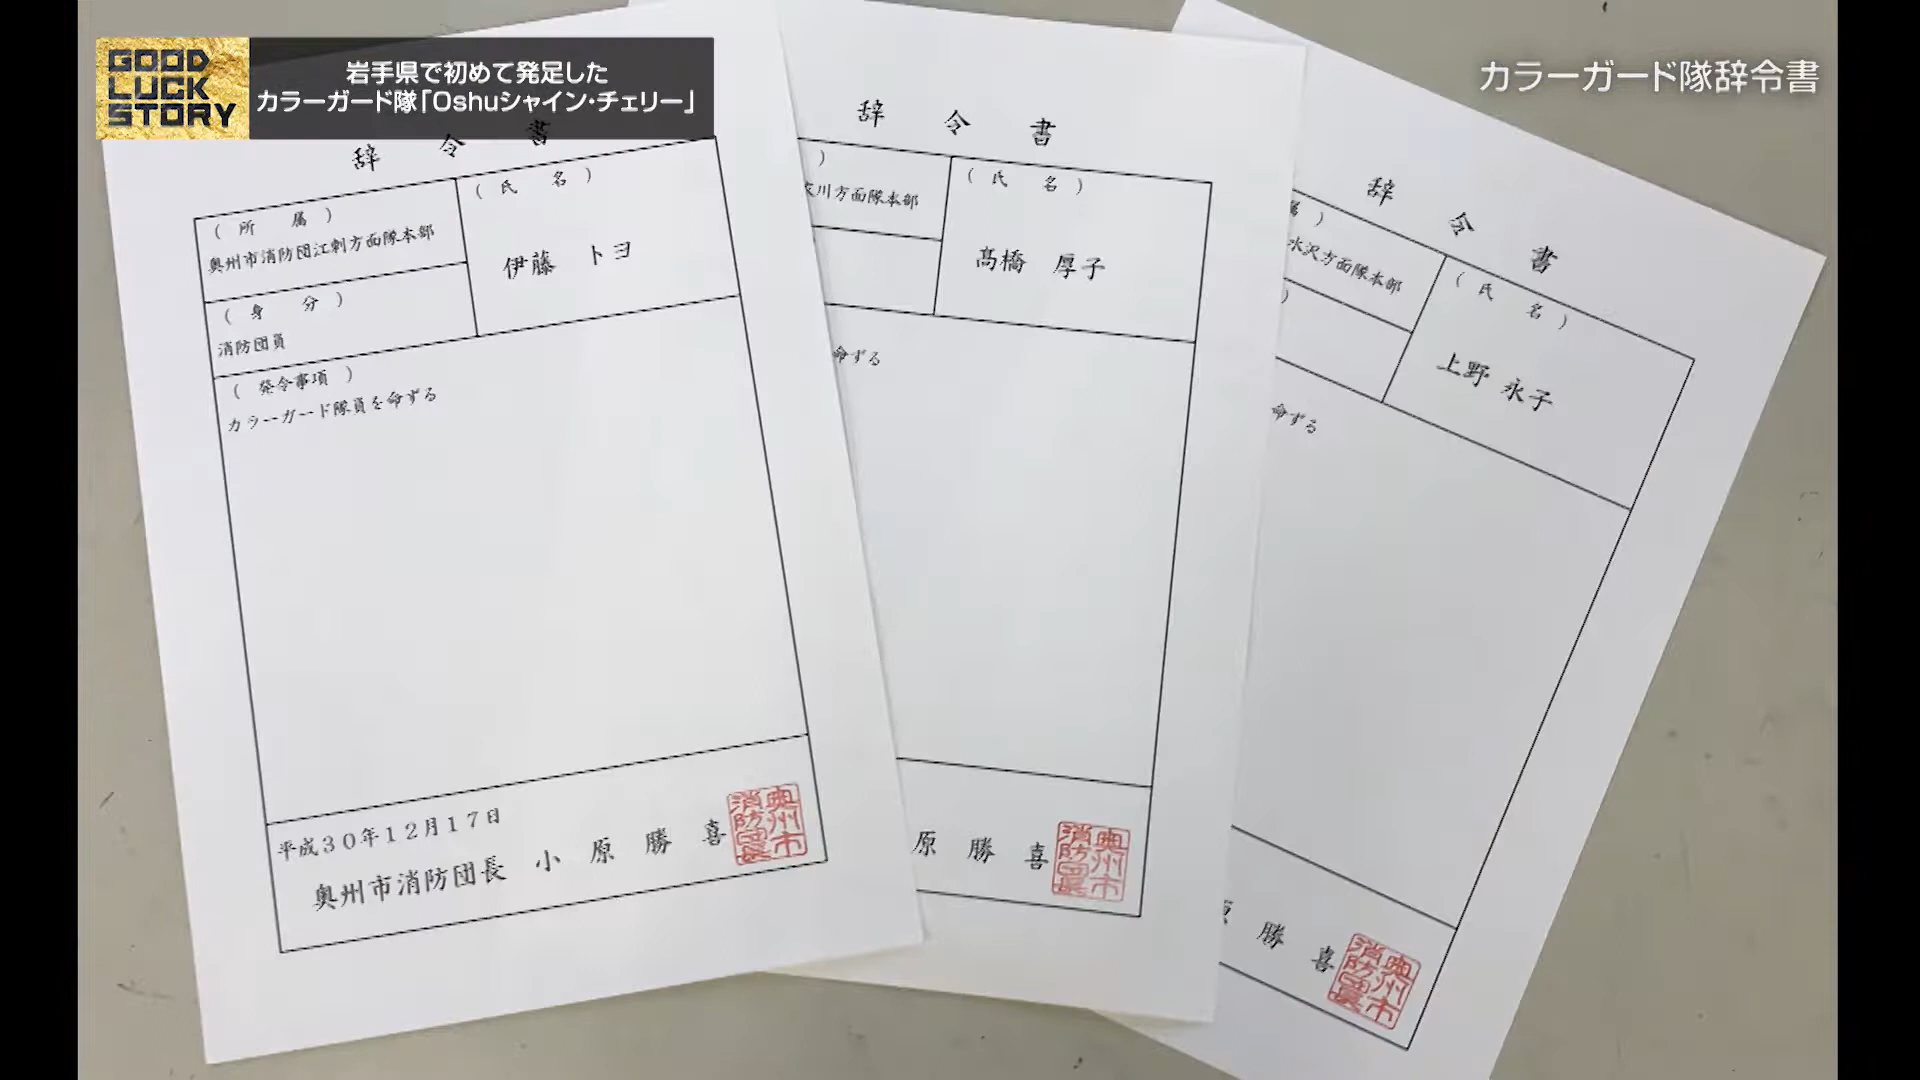 GOOD
LUCK
STORY
岩手県で初めて発足した
カラーガード隊「Oshuシャイン・チェリー」
カラーガード隊辞令書
辞令書
(所属)
奥州市消防団江刺方面隊本部
(氏名)
伊藤 トヨ
(身分)
消防団員
(発令事項)
カラーガード隊員を命ずる
平成30年12月17日
奥州市消防団長 小原勝喜
奥州市
消防団長
辞令書
)
衣川方面隊本部
(氏名)
髙橋 厚子
命ずる
原勝喜
奥州市
消防団長
辞令書
属)
水沢方面隊本部
(氏名)
)
上野 永子
命ずる
原勝喜
奥州市
消防団長